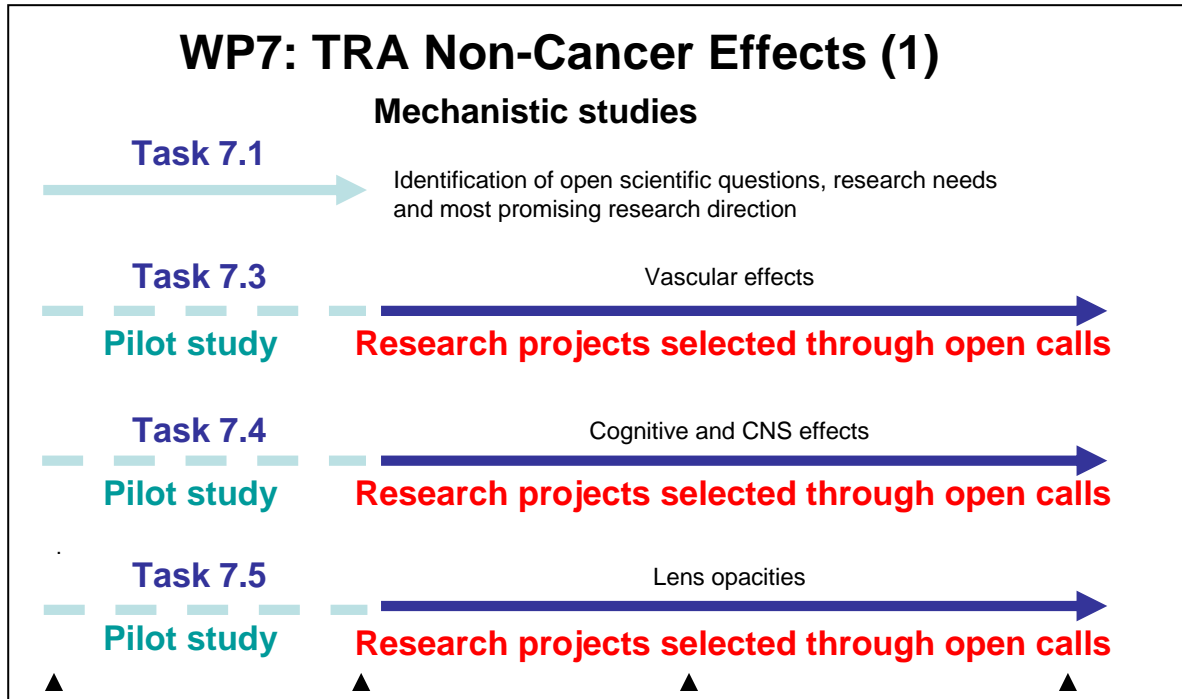 WP7: TRA Non-Cancer Effects (1)
Mechanistic studies
Task 7.1
Identification of open scientific questions, research needs
and most promising research direction
Task 7.3
Vascular effects
Pilot study
Research projects selected through open calls
Task 7.4
Cognitive and CNS effects
Pilot study
Research projects selected through open calls
.
Task 7.5
Lens opacities
Pilot study
Research projects selected through open calls